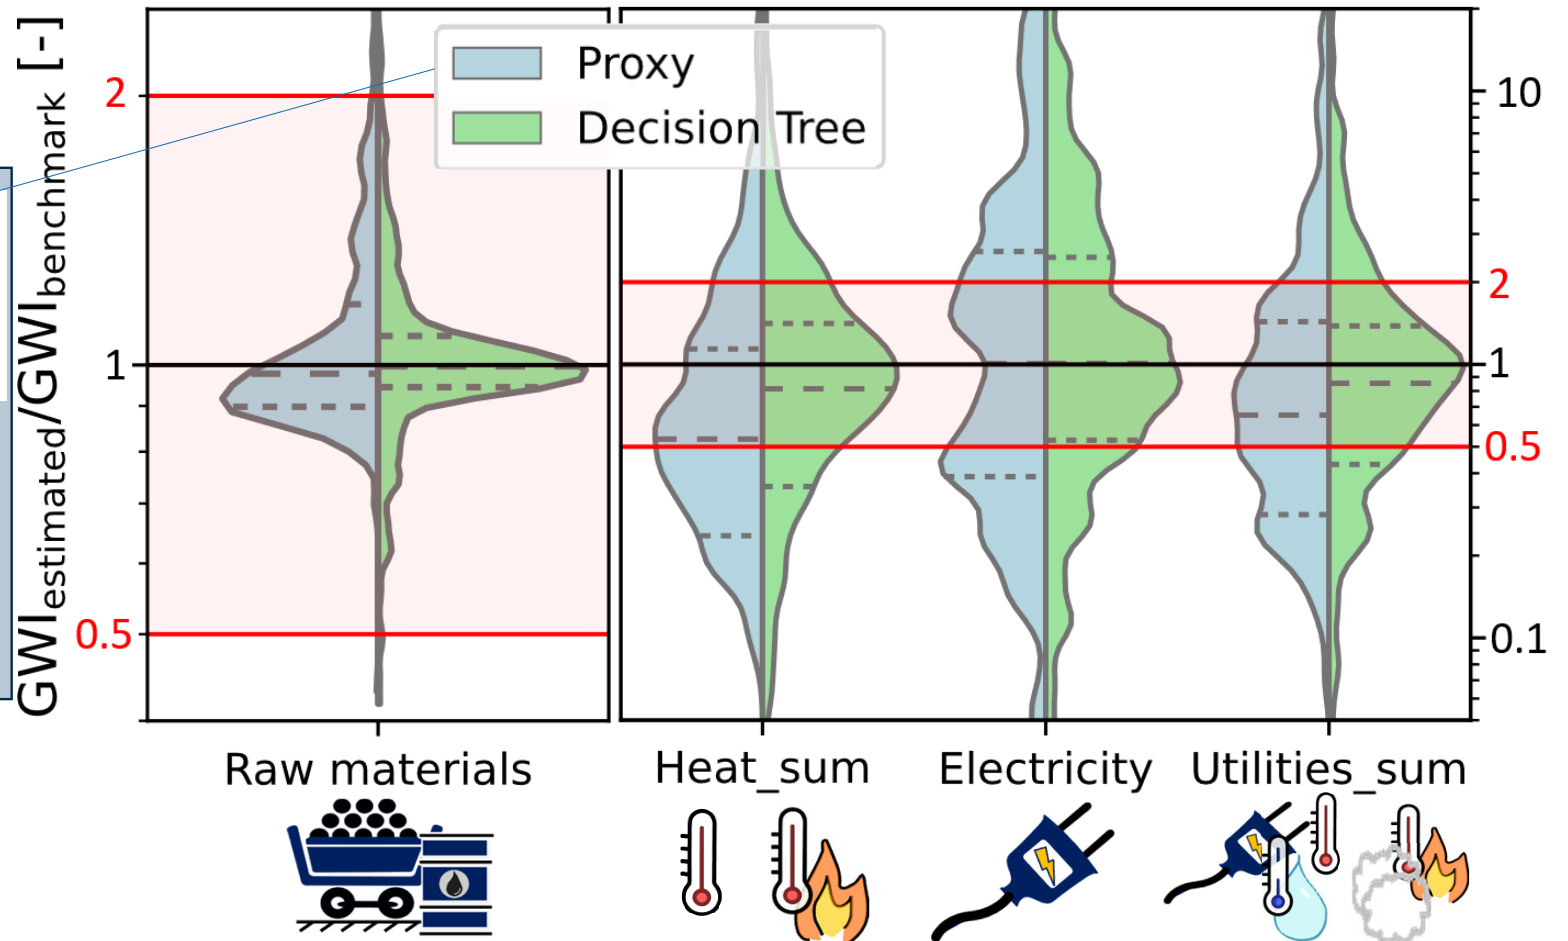 GWIestimated/GWIbenchmark [-]
2
1
0.5
Proxy
Decision Tree
10
2
1
0.5
0.1
Raw materials
Heat_sum
Electricity
Utilities_sum